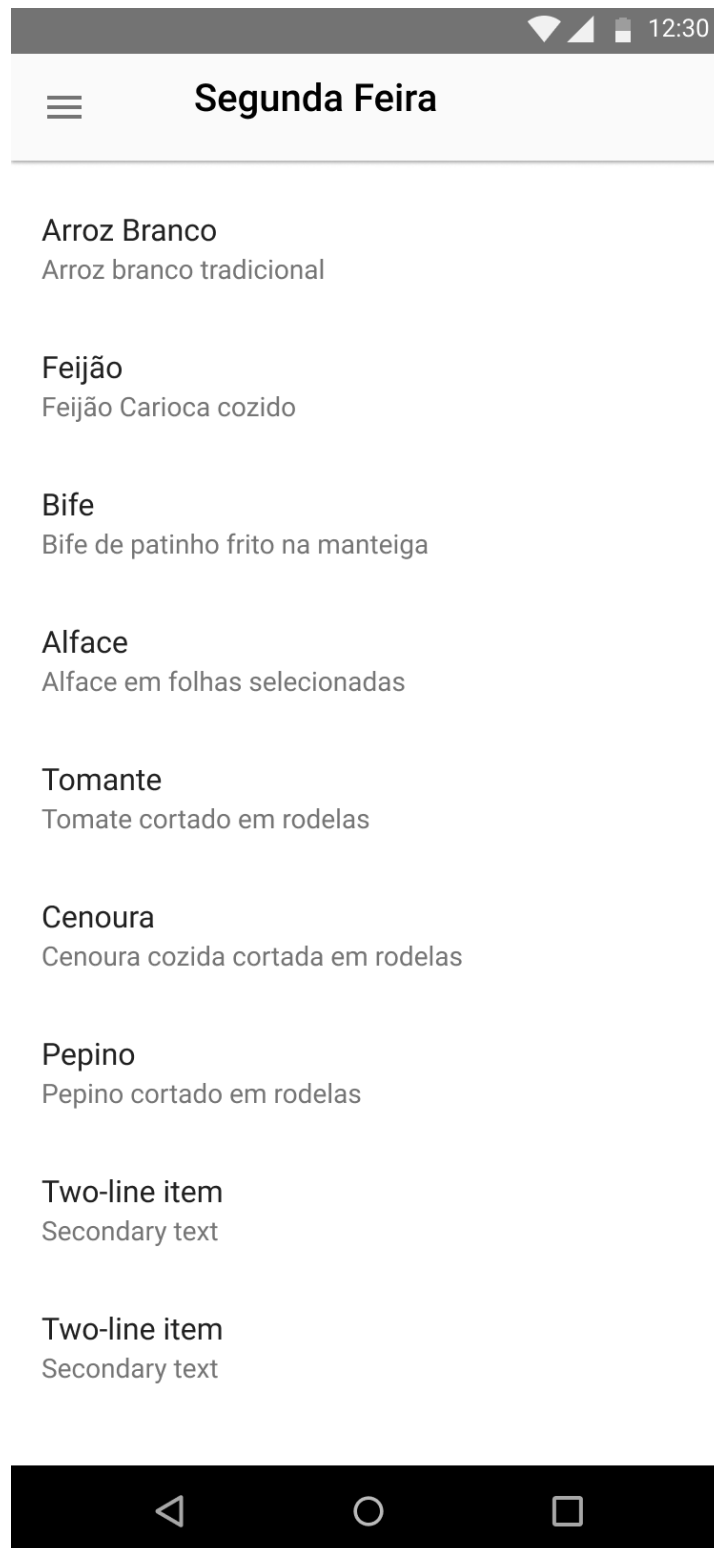 12:30
Segunda Feira
Arroz Branco
Arroz branco tradicional
Feijão
Feijão Carioca cozido
Bife
Bife de patinho frito na manteiga
Alface
Alface em folhas selecionadas
Tomante
Tomate cortado em rodelas
Cenoura
Cenoura cozida cortada em rodelas
Pepino
Pepino cortado em rodelas
Two-line item
Secondary text
Two-line item
Secondary text